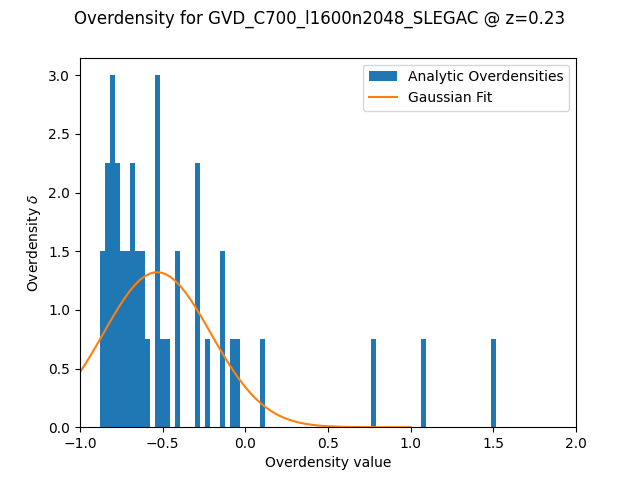 Overdensity for GVD_C700_l1600n2048_SLEGAC @ z=0.23
Analytic Overdensities
Gaussian Fit
Overdensity δ
3.0
2.5
2.0
1.5
1.0
0.5
0.0
−1.0 −0.5 0.0 0.5 1.0 1.5 2.0
Overdensity value